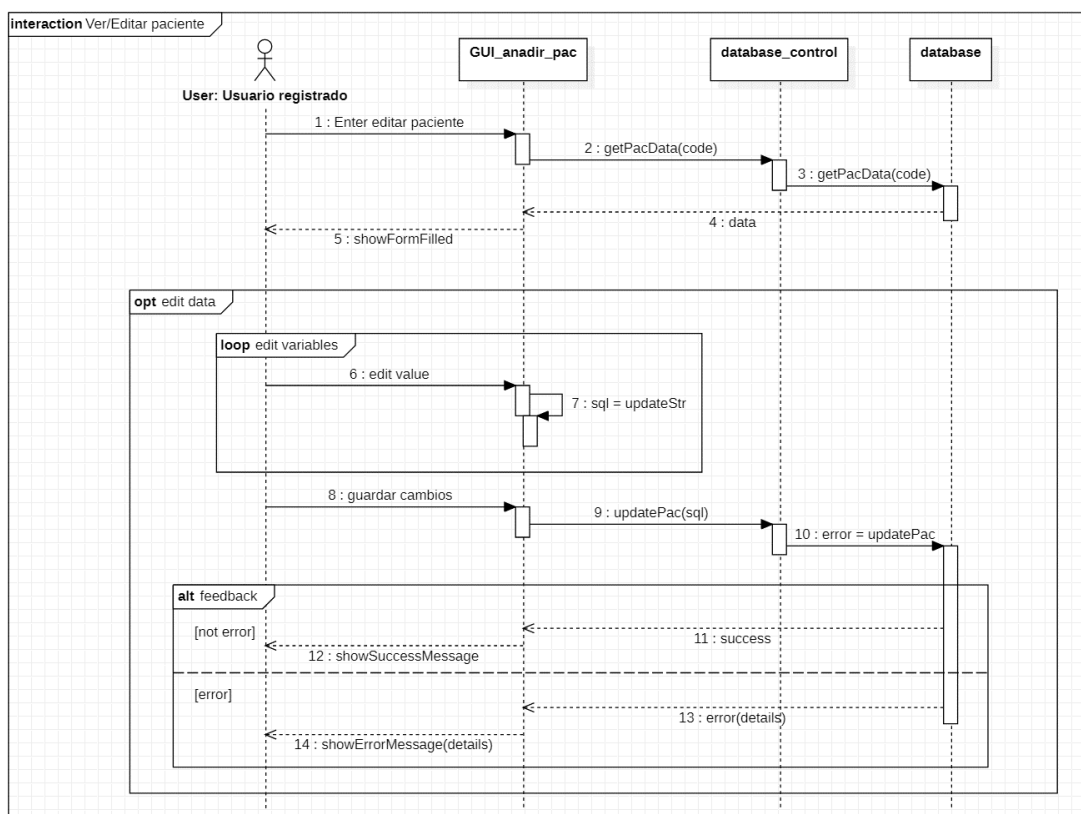 interaction Ver/Editar paciente
GUI_anadir_pac
database_control
database
User: Usuario registrado
1 : Enter editar paciente
2 : getPacData(code)
3 : getPacData(code)
4 : data
5 : showFormFilled
opt edit data
loop edit variables
6 : edit value
7 : sql = updateStr
8 : guardar cambios
9 : updatePac(sql)
10 : error = updatePac
alt feedback
[not error]
11 : success
12 : showSuccessMessage
[error]
13 : error(details)
14 : showErrorMessage(details)